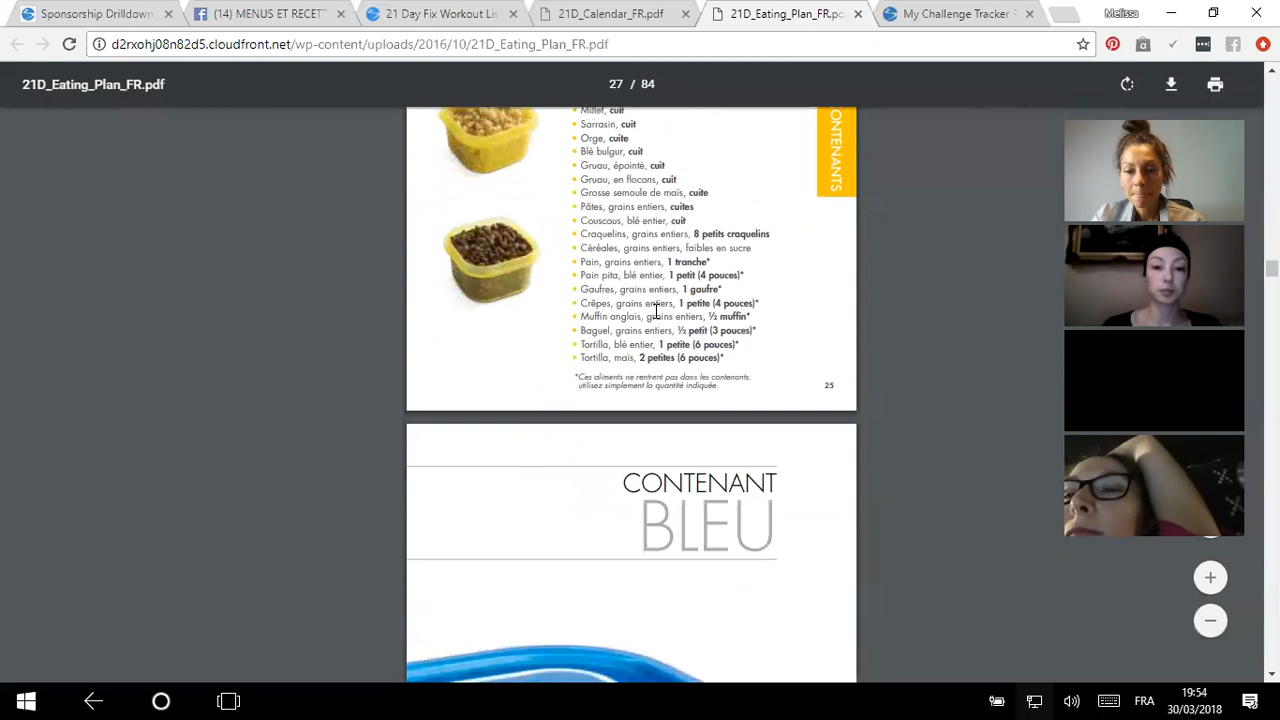 Sponsorship Drilldown
(14) MENUS ET RECET
21 Day Fix Workout Lis
21D_Calendar_FR.pdf
21D_Eating_Plan_FR.po
My Challenge Tracker -
Melissa
d2rxohj08n82d5.cloudfront.net/wp-content/uploads/2016/10/21D_Eating_Plan_FR.pdf
21D_Eating_Plan_FR.pdf
27 / 84
Millet, cuit
Sarrasin, cuit
Orge, cuite
Blé bulgur, cuit
Gruau, épointé, cuit
Gruau, en flocons, cuit
Grosse semoule de maïs, cuite
Pâtes, grains entiers, cuites
Couscous, blé entier, cuit
Craquelins, grains entiers, 8 petits craquelins
Céréales, grains entiers, faibles en sucre
Pain, grains entiers, 1 tranche*
Pain pita, blé entier, 1 petit (4 pouces)*
Gaufres, grains entiers, 1 gaufre*
Crêpes, grains entiers, 1 petite (4 pouces)*
Muffin anglais, grains entiers, ½ muffin*
Baguel, grains entiers, ½ petit (3 pouces)*
Tortilla, blé entier, 1 petite (6 pouces)*
Tortilla, maïs, 2 petites (6 pouces)*
*Ces aliments ne rentrent pas dans les contenants;
utilisez simplement la quantité indiquée.
25
ONTENANTS
CONTENANT
BLEU
FRA
19:54
30/03/2018